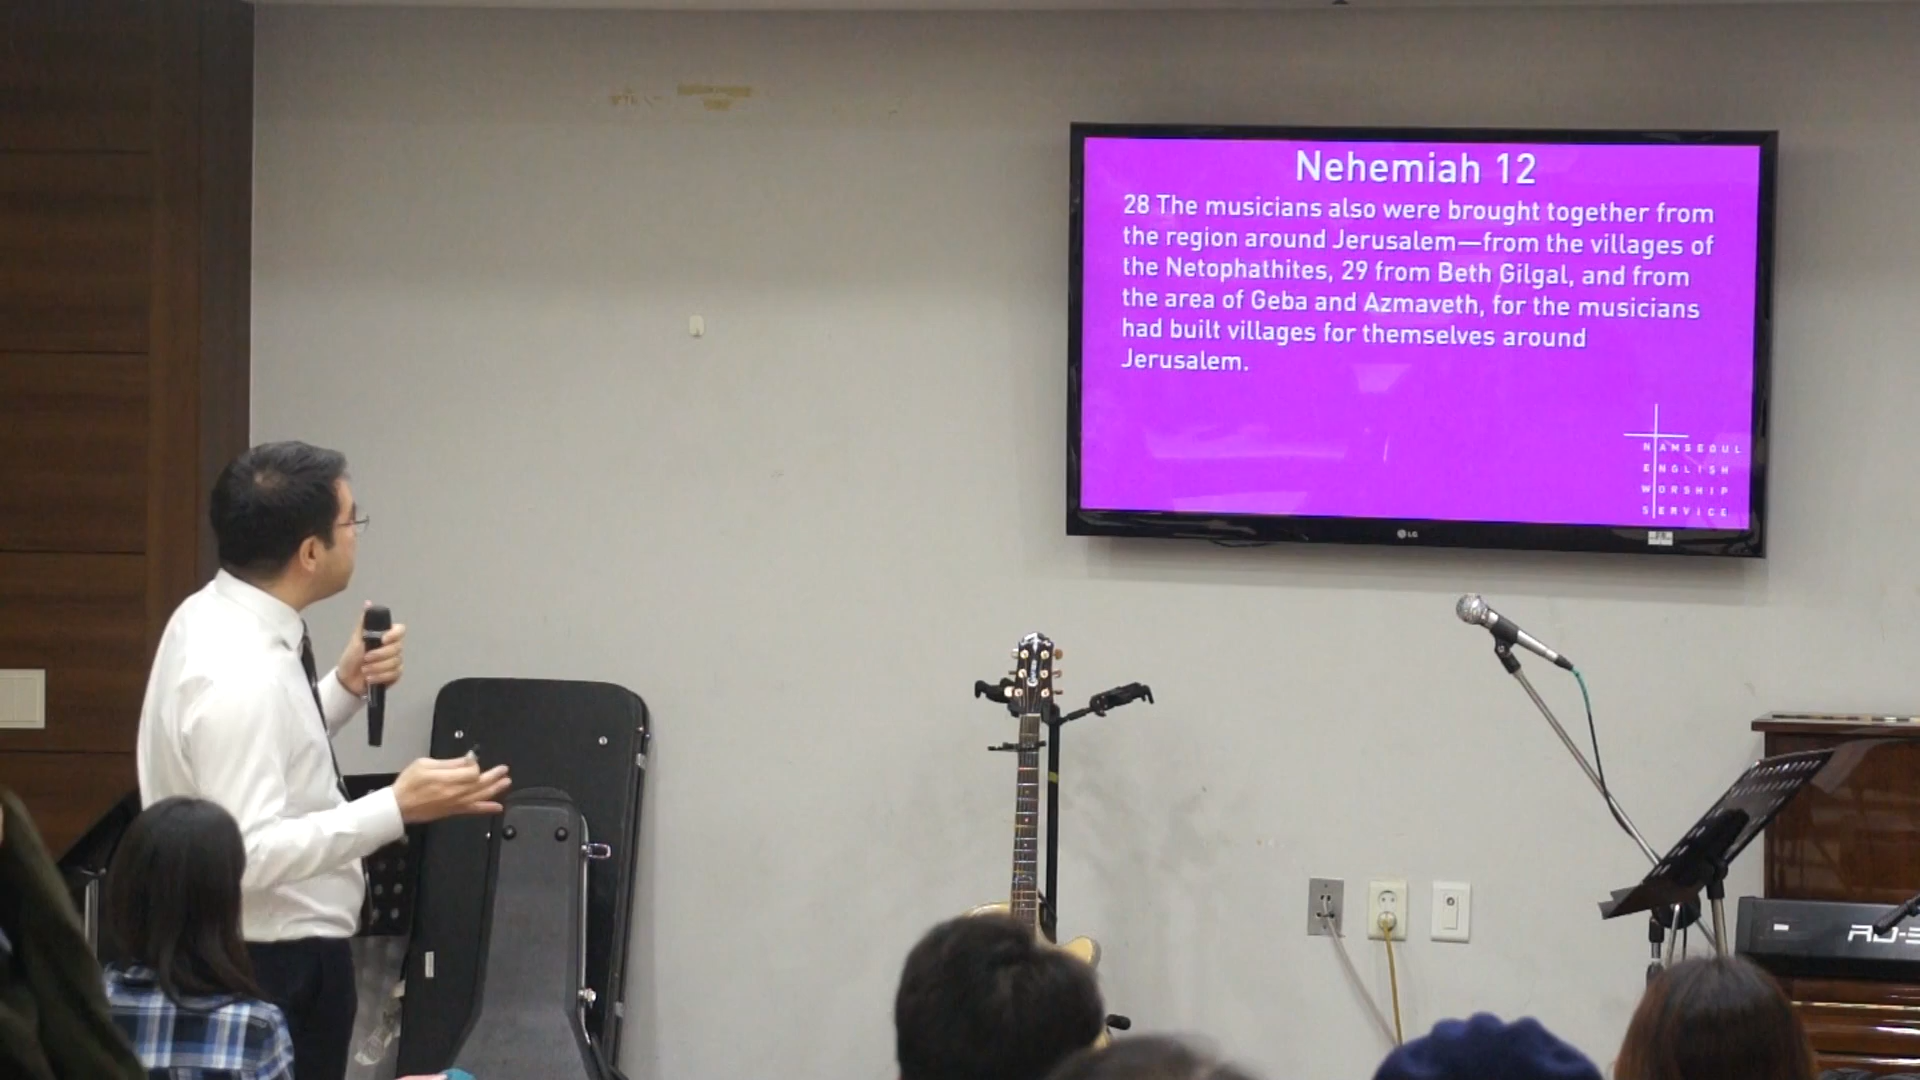 Nehemiah 12
28 The musicians also were brought together from
the region around Jerusalem—from the villages of
the Netophathites, 29 from Beth Gilgal, and from
the area of Geba and Azmaveth, for the musicians
had built villages for themselves around
Jerusalem.
NAMSEOUL
ENGLISH
WORSHIP
SERVICE
LG